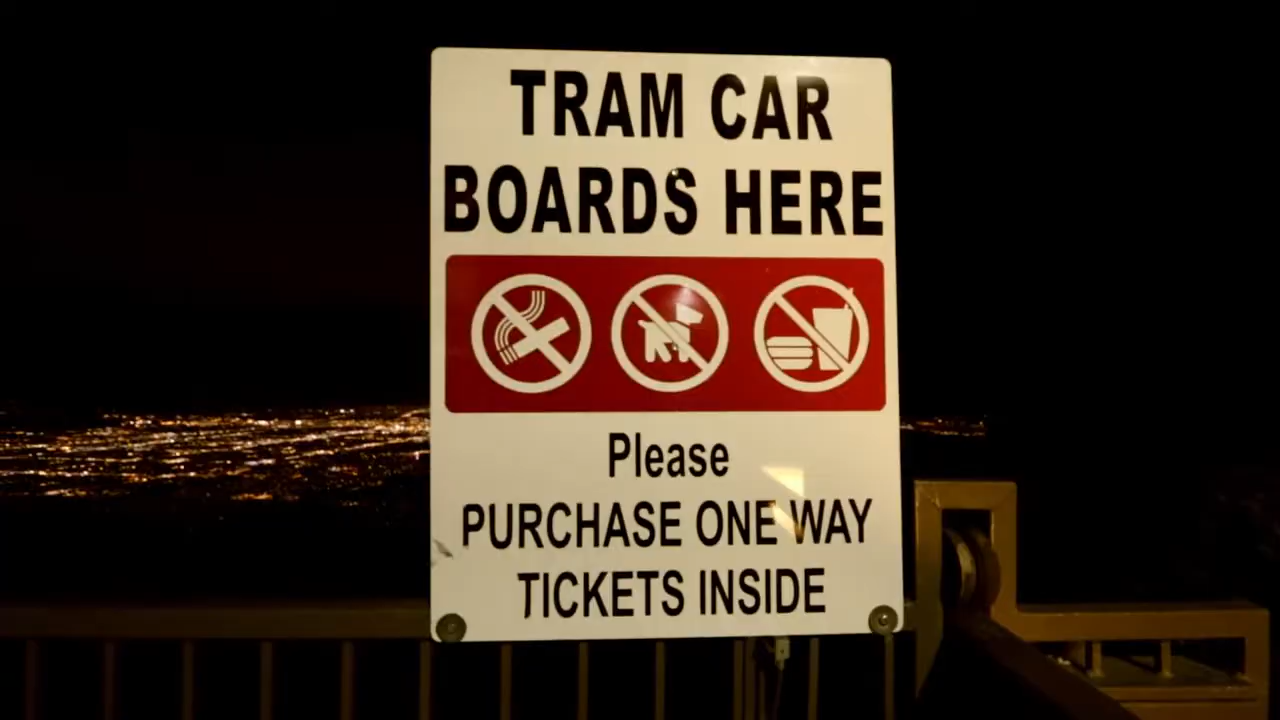 TRAM CAR
BOARDS HERE
Please
PURCHASE ONE WAY
TICKETS INSIDE